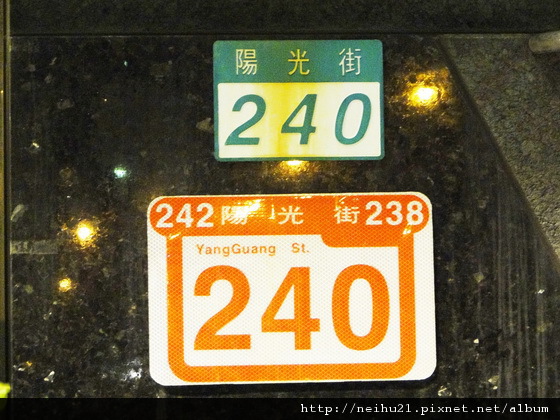 陽光街
240
242 陽光街 238
YangGuang St.
240
http://neihu21.pixnet.net/album